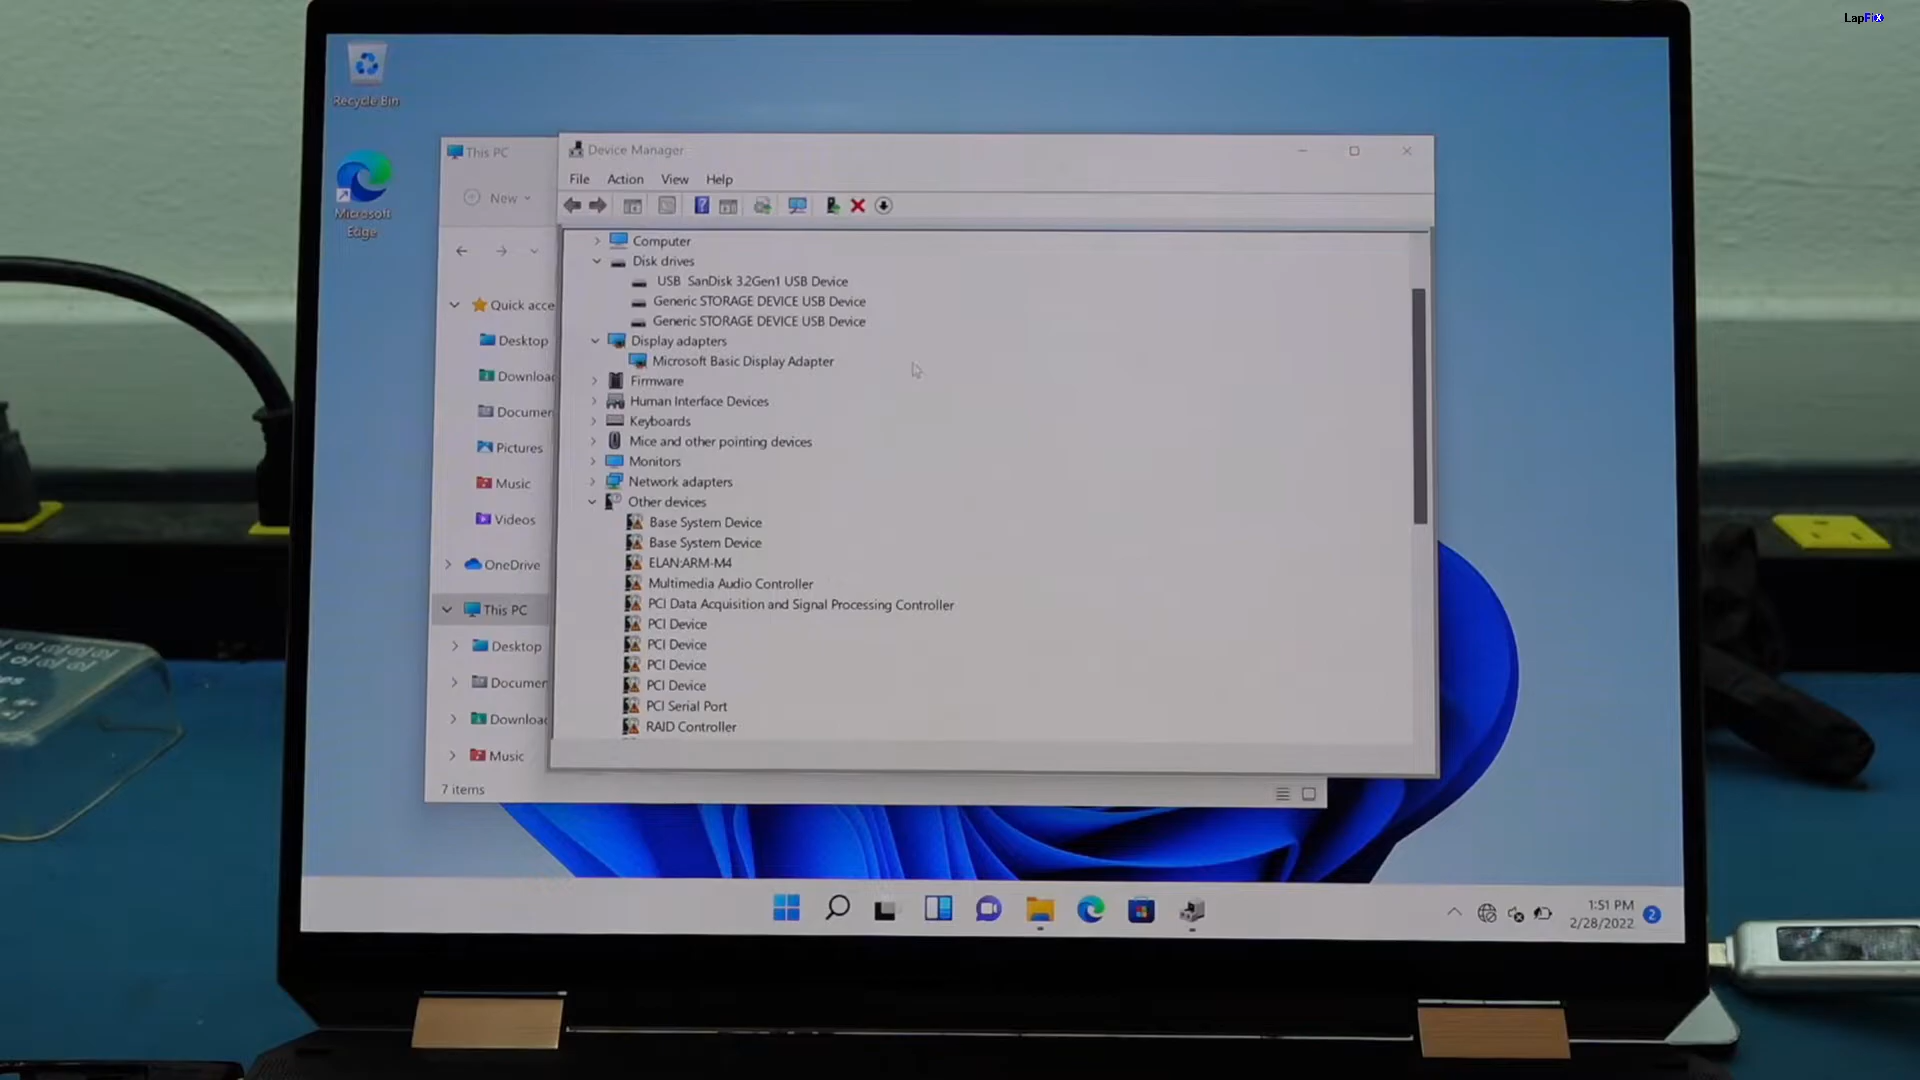 LapFix
Recycle Bin
Microsoft
Edge
This PC
New
Quick acce
Desktop
Downloac
Documer
Pictures
Music
Videos
OneDrive
This PC
Desktop
Documer
Downloac
Music
7 items
Device Manager
File Action View Help
Computer
Disk drives
USB SanDisk 3.2Gen1 USB Device
Generic STORAGE DEVICE USB Device
Generic STORAGE DEVICE USB Device
Display adapters
Microsoft Basic Display Adapter
Firmware
Human Interface Devices
Keyboards
Mice and other pointing devices
Monitors
Network adapters
Other devices
Base System Device
Base System Device
ELAN:ARM-M4
Multimedia Audio Controller
PCI Data Acquisition and Signal Processing Controller
PCI Device
PCI Device
PCI Device
PCI Device
PCI Serial Port
RAID Controller
1:51 PM
2/28/2022
2